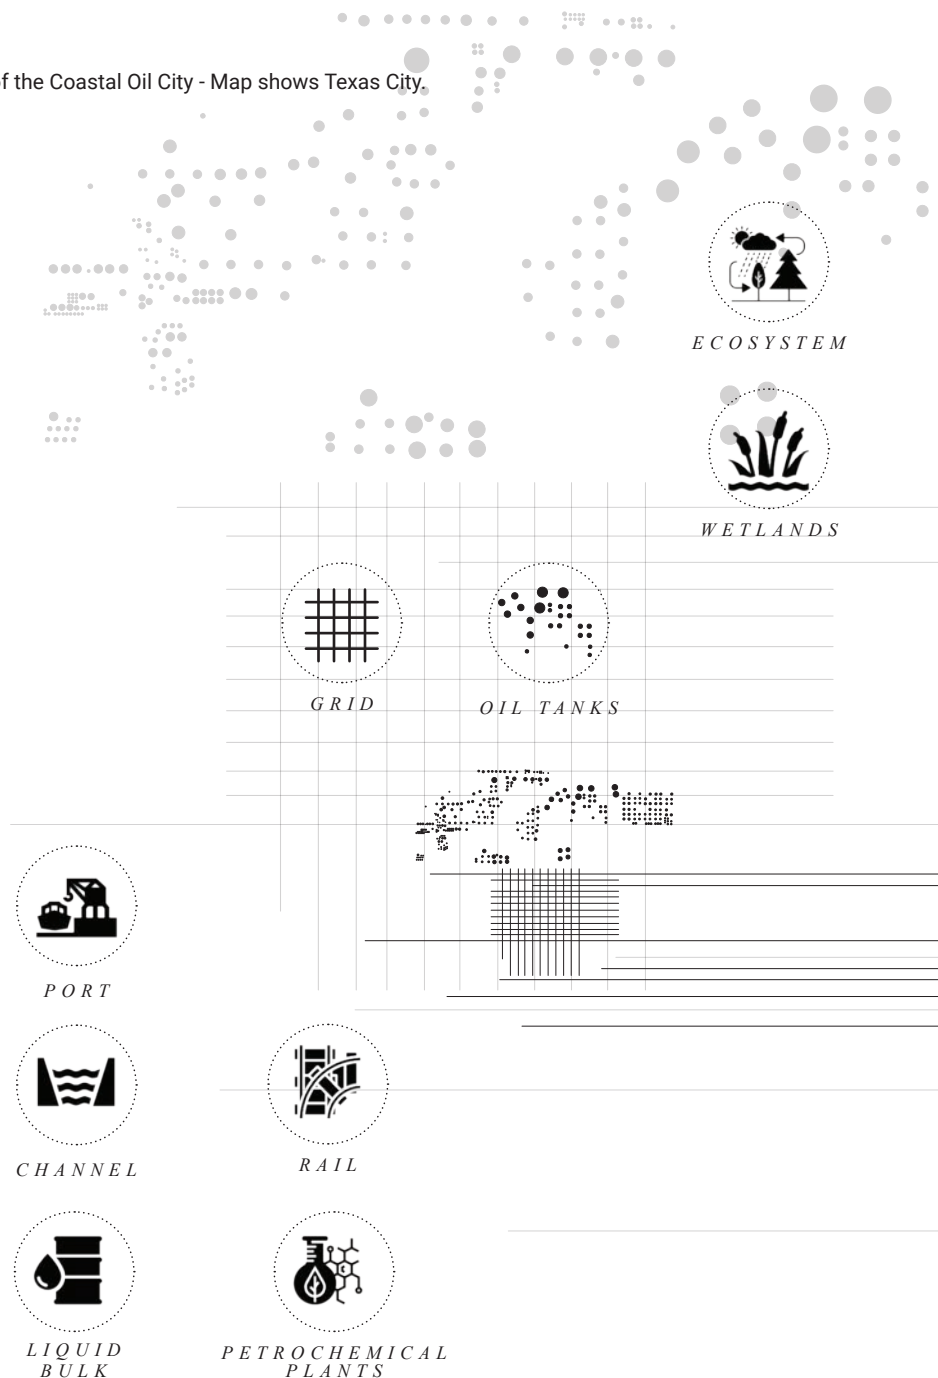 of the Coastal Oil City - Map shows Texas City.
ECOSYSTEM
WETLANDS
GRID
OIL TANKS
PORT
CHANNEL
RAIL
LIQUID
BULK
PETROCHEMICAL
PLANTS